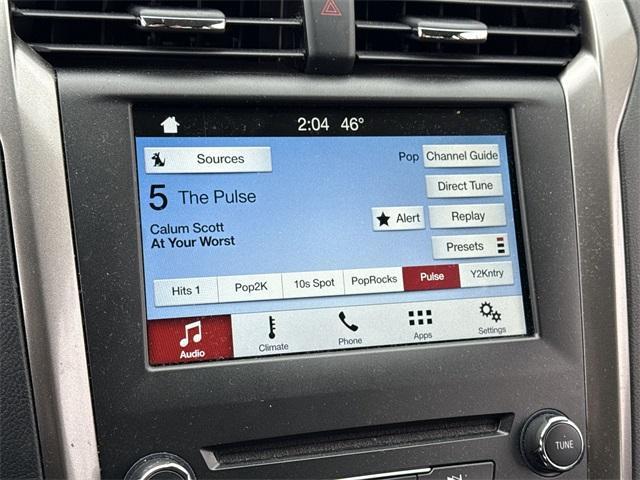 2:04 46°
Sources
Pop Channel Guide
Direct Tune
5 The Pulse
Alert
Replay
Calum Scott
At Your Worst
Presets
Hits 1 Pop2K 10s Spot PopRocks Pulse Y2Kntry
Audio Climate Phone Apps Settings
TUNE